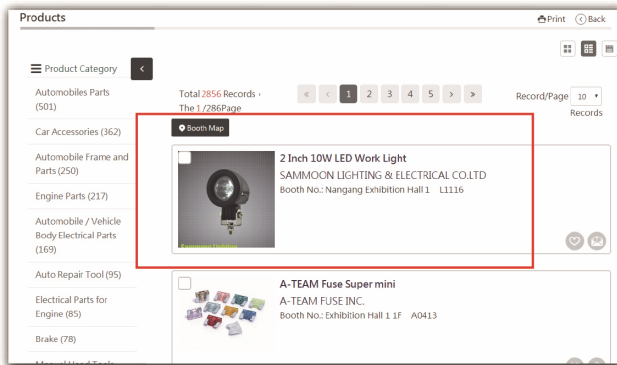 Products
Print Back
Product Category
Automobiles Parts
(501)
Car Accessories (362)
Automobile Frame and
Parts (250)
Engine Parts (217)
Automobile / Vehicle
Body Electrical Parts
(169)
Auto Repair Tool (95)
Electrical Parts for
Engine (85)
Brake (78)
Total 2856 Records ,
The 1 /286Page
« < 1 2 3 4 5 > »
Record/Page 10
Records
Booth Map
2 Inch 10W LED Work Light
SAMMOON LIGHTING & ELECTRICAL CO.LTD
Booth No.: Nangang Exhibition Hall 1 L1116
A-TEAM Fuse Super mini
A-TEAM FUSE INC.
Booth No.: Exhibition Hall 1 1F A0413